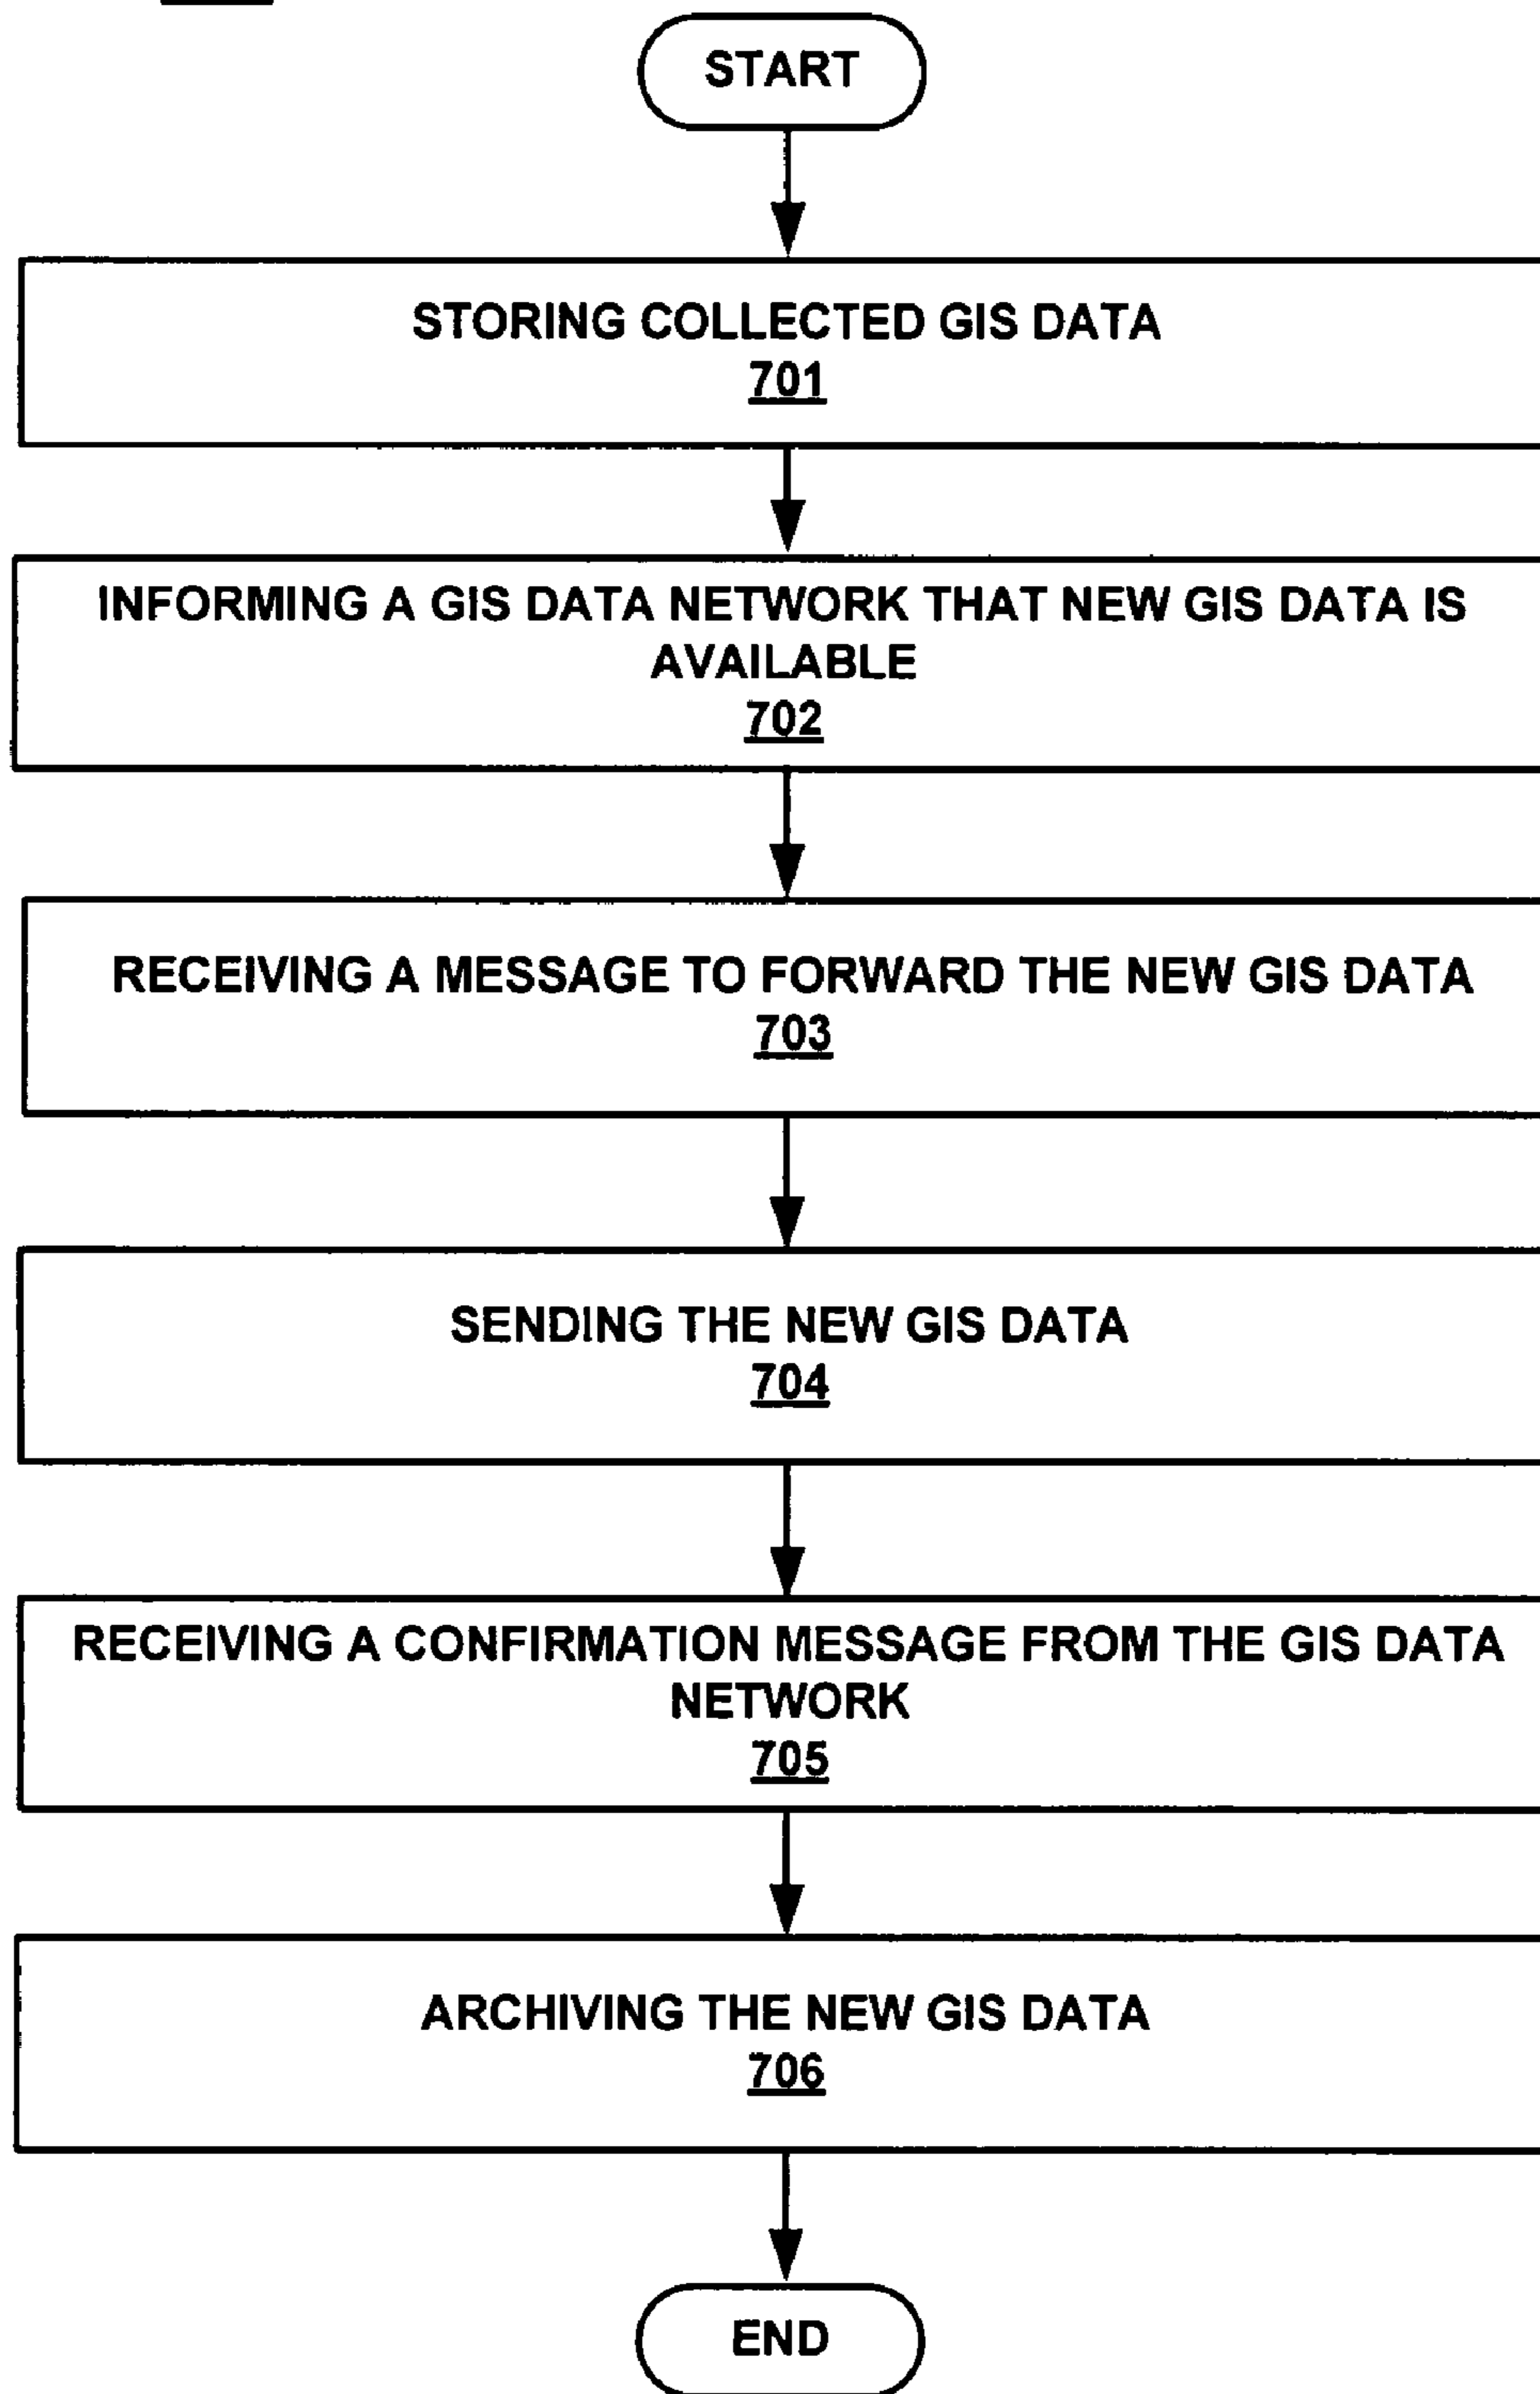 START
STORING COLLECTED GIS DATA
701
INFORMING A GIS DATA NETWORK THAT NEW GIS DATA IS
AVAILABLE
702
RECEIVING A MESSAGE TO FORWARD THE NEW GIS DATA
703
SENDING THE NEW GIS DATA
704
RECEIVING A CONFIRMATION MESSAGE FROM THE GIS DATA
NETWORK
705
ARCHIVING THE NEW GIS DATA
706
END